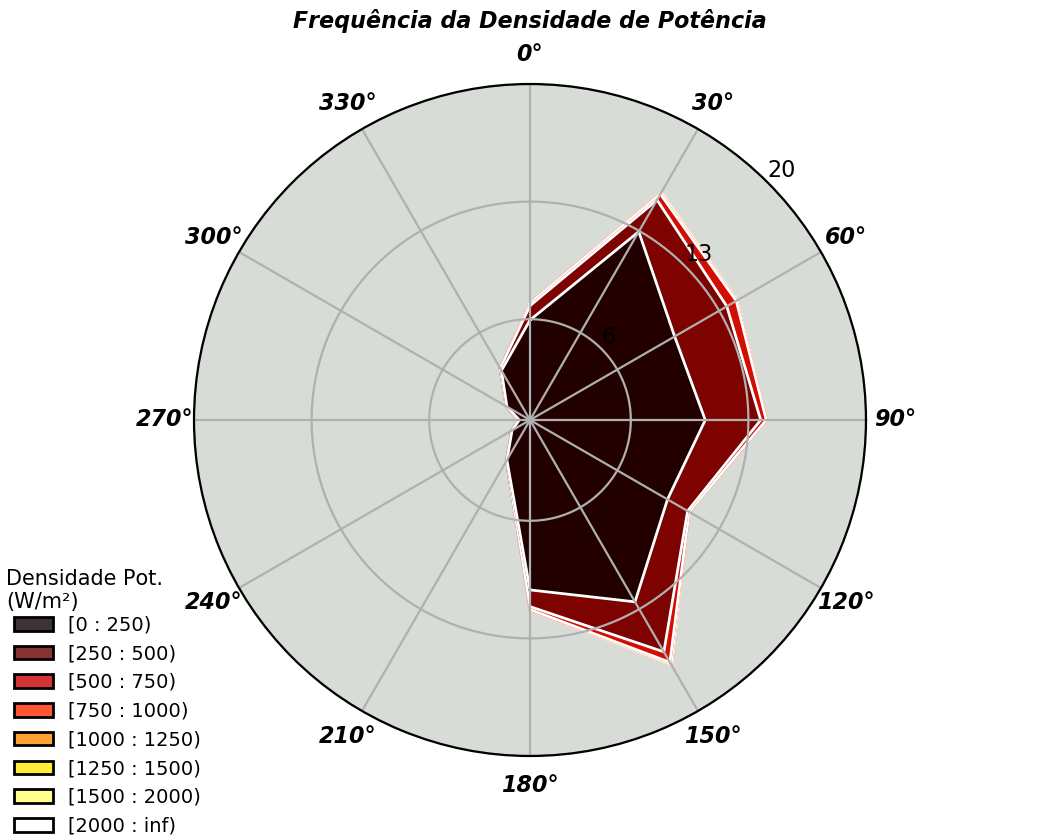 Frequência da Densidade de Potência
0°
330°
30°
20
300°
60°
13
6
270°
90°
240°
120°
210°
150°
180°
Densidade Pot.
(W/m²)
[0 : 250)
[250 : 500)
[500 : 750)
[750 : 1000)
[1000 : 1250)
[1250 : 1500)
[1500 : 2000)
[2000 : inf)